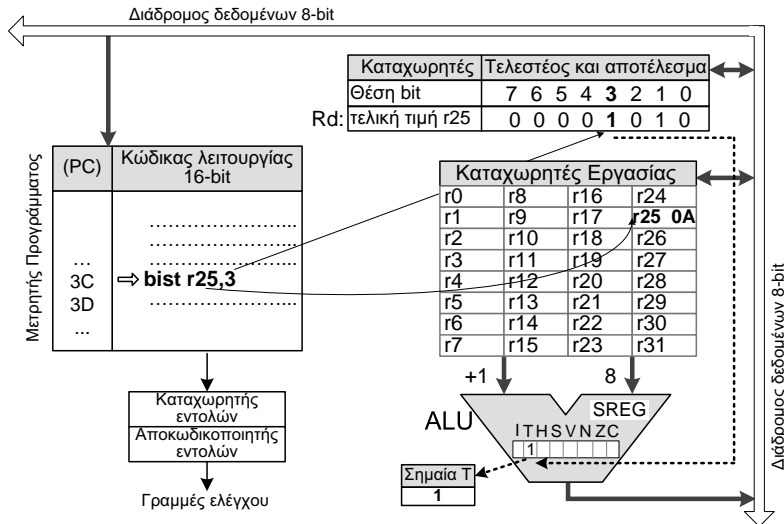 Διάδρομος δεδομένων 8-bit
Καταχωρητές Τελεστέος και αποτέλεσμα
Θέση bit 7 6 5 4 3 2 1 0
Rd: τελική τιμή r25 0 0 0 0 1 0 1 0
Μετρητής Προγράμματος
(PC) Κώδικας λειτουργίας
16-bit
........................
........................
... ........................
3C ⇨ bist r25,3
3D ........................
...
Καταχωρητές Εργασίας
r0 r8 r16 r24
r1 r9 r17 r25 0A
r2 r10 r18 r26
r3 r11 r19 r27
r4 r12 r20 r28
r5 r13 r21 r29
r6 r14 r22 r30
r7 r15 r23 r31
+1 8
ALU SREG
I T H S V N Z C
1
Σημαία T
1
Καταχωρητής
εντολών
Αποκωδικοποιητής
εντολών
Γραμμές ελέγχου
Διάδρομος δεδομένων 8-bit